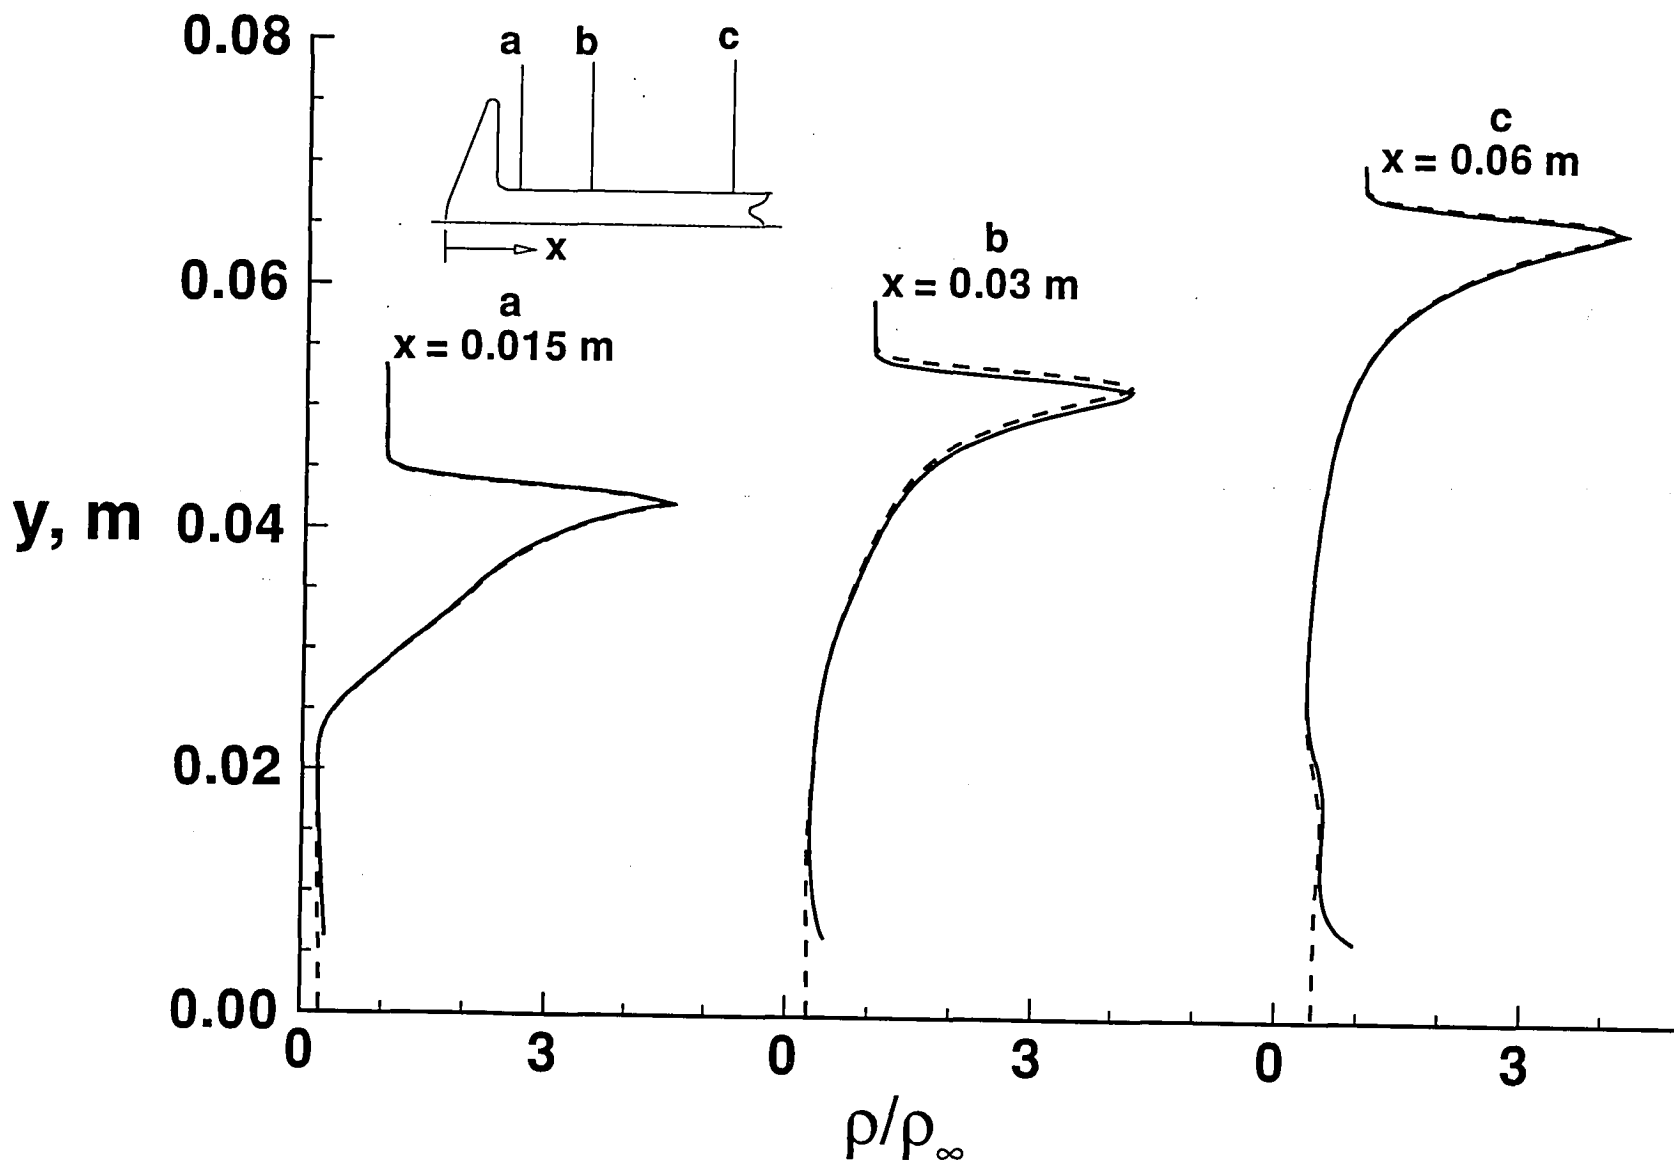 0.08
a b c
c
x = 0.06 m
x
b
x = 0.03 m
0.06
a
x = 0.015 m
y, m
0.04
0.02
0.00
0 3 0 3 0 3
ρ/ρ∞